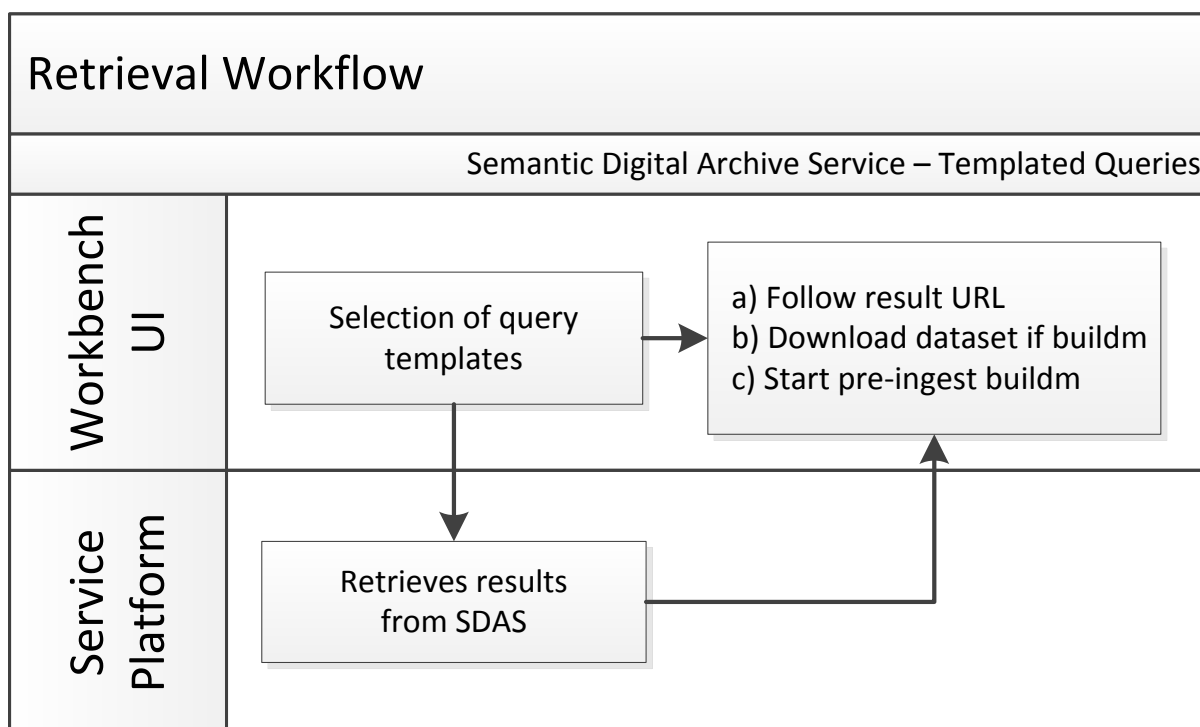 Retrieval Workflow
Semantic Digital Archive Service – Templated Queries
Workbench
UI
Selection of query
templates
a) Follow result URL
b) Download dataset if buildm
c) Start pre-ingest buildm
Service
Platform
Retrieves results
from SDAS